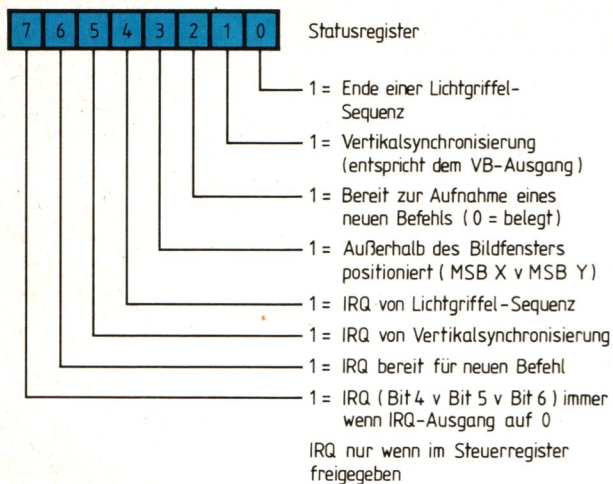 7 6 5 4 3 2 1 0 Statusregister
1 = Ende einer Lichtgriffel-
Sequenz
1 = Vertikalsynchronisierung
(entspricht dem VB-Ausgang)
1 = Bereit zur Aufnahme eines
neuen Befehls (0 = belegt)
1 = Außerhalb des Bildfensters
positioniert (MSB X v MSB Y)
1 = IRQ von Lichtgriffel-Sequenz
1 = IRQ von Vertikalsynchronisierung
1 = IRQ bereit für neuen Befehl
1 = IRQ (Bit 4 v Bit 5 v Bit 6) immer
wenn IRQ-Ausgang auf 0
IRQ nur wenn im Steuerregister
freigegeben